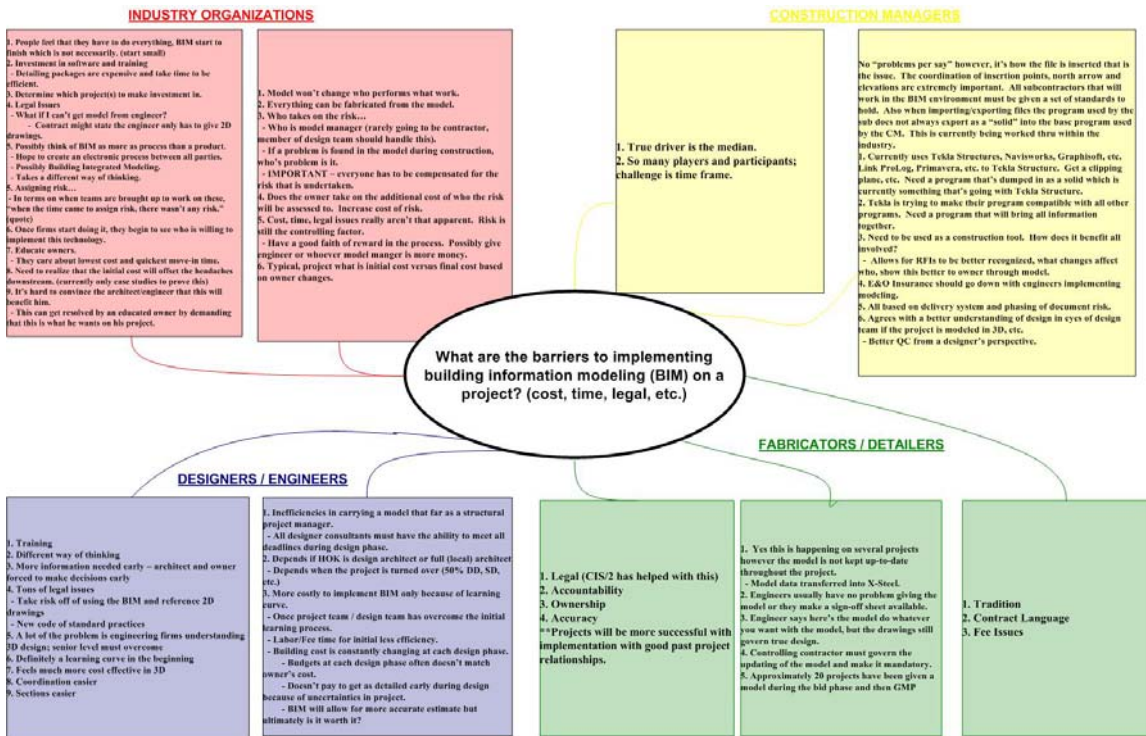 INDUSTRY ORGANIZATIONS
1. People feel that they have to do everything, BIM start to
finish which is not necessarily. (start small)
2. Investment in software and training
- Detailing packages are expensive and take time to be
efficient.
3. Determine which project(s) to make investment in.
4. Legal Issues
- What if I can't get model from engineer?
- Contract might state the engineer only has to give 2D
drawings.
5. Possibly think of BIM as more as process than a product.
- Hope to create an electronic process between all parties.
- Possibly Building Integrated Modeling.
- Takes a different way of thinking.
5. Assigning risk…
- In terms on when teams are brought up to work on these,
"when the time came to assign risk, there wasn't any risk."
(quote)
6. Once firms start doing it, they begin to see who is willing to
implement this technology.
7. Educate owners.
- They care about lowest cost and quickest move-in time.
8. Need to realize that the initial cost will offset the headaches
downstream. (currently only case studies to prove this)
9. It's hard to convince the architect/engineer that this will
benefit him.
- This can get resolved by an educated owner by demanding
that this is what he wants on his project.
1. Model won't change who performs what work.
2. Everything can be fabricated from the model.
3. Who takes on the risk…
- Who is model manager (rarely going to be contractor,
member of design team should handle this).
- If a problem is found in the model during construction,
who's problem is it.
- IMPORTANT – everyone has to be compensated for the
risk that is undertaken.
4. Does the owner take on the additional cost of who the risk
will be assessed to. Increase cost of risk.
5. Cost, time, legal issues really aren't that apparent. Risk is
still the controlling factor.
- Have a good faith of reward in the process. Possibly give
engineer or whoever model manger is more money.
6. Typical, project what is initial cost versus final cost based
on owner changes.
CONSTRUCTION MANAGERS
1. True driver is the median.
2. So many players and participants;
challenge is time frame.
No "problems per say" however, it's how the file is inserted that is
the issue. The coordination of insertion points, north arrow and
elevations are extremely important. All subcontractors that will
work in the BIM environment must be given a set of standards to
hold. Also when importing/exporting files the program used by the
sub does not always export as a "solid" into the base program
used by the CM. This is currently being worked thru within the
industry.
1. Currently uses Tekla Structures, Navisworks, Graphisoft, etc.
Link ProLog, Primavera, etc. to Tekla Structure. Get a clipping
plane, etc. Need a program that's dumped in as a solid which is
currently something that's going with Tekla Structure.
2. Tekla is trying to make their program compatible with all other
programs. Need a program that will bring all information
together.
3. Need to be used as a construction tool. How does it benefit all
involved?
- Allows for RFIs to be better recognized, what changes affect
who, show this better to owner through model.
4. E&O Insurance should go down with engineers implementing
modeling.
5. All based on delivery system and phasing of document risk.
6. Agrees with a better understanding of design in eyes of design
team if the project is modeled in 3D, etc.
- Better QC from a designer's perspective.
What are the barriers to implementing
building information modeling (BIM) on a
project? (cost, time, legal, etc.)
DESIGNERS / ENGINEERS
1. Training
2. Different way of thinking
3. More information needed early – architect and owner
forced to make decisions early
4. Tons of legal issues
- Take risk off of using the BIM and reference 2D
drawings
- New code of standard practices
5. A lot of the problem is engineering firms understanding
3D design; senior level must overcome
6. Definitely a learning curve in the beginning
7. Feels much more cost effective in 3D
8. Coordination easier
9. Sections easier
1. Inefficiencies in carrying a model that far as a structural
project manager.
- All designer consultants must have the ability to meet all
deadlines during design phase.
2. Depends if HOK is design architect or full (local) architect
- Depends when the project is turned over (50% DD, SD,
etc.)
3. More costly to implement BIM only because of learning
curve.
- Once project team / design team has overcome the initial
learning process.
- Labor/Fee time for initial less efficiency.
- Building cost is constantly changing at each design phase.
- Budgets at each design phase often doesn't match
owner's cost.
- Doesn't pay to get as detailed early during design
because of uncertainties in project.
- BIM will allow for more accurate estimate but
ultimately is it worth it?
FABRICATORS / DETAILERS
1. Legal (CIS/2 has helped with this)
2. Accountability
3. Ownership
4. Accuracy
**Projects will be more successful with
implementation with good past project
relationships.
1. Yes this is happening on several projects
however the model is not kept up-to-date
throughout the project.
- Model data transferred into X-Steel.
2. Engineers usually have no problem giving the
model or they make a sign-off sheet available.
3. Engineer says here's the model do whatever
you want with the model, but the drawings still
govern true design.
4. Controlling contractor must govern the
updating of the model and make it mandatory.
5. Approximately 20 projects have been given a
model during the bid phase and then GMP
1. Tradition
2. Contract Language
3. Fee Issues